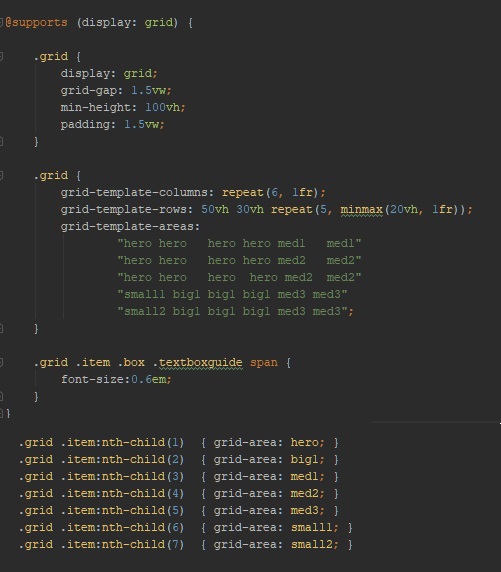 @supports (display: grid) {
.grid {
display: grid;
grid-gap: 1.5vw;
min-height: 100vh;
padding: 1.5vw;
}
.grid {
grid-template-columns: repeat(6, 1fr);
grid-template-rows: 50vh 30vh repeat(5, minmax(20vh, 1fr));
grid-template-areas:
"hero hero   hero hero med1   med1"
"hero hero   hero hero med2   med2"
"hero hero   hero  hero med2  med2"
"small1 big1 big1 big1 med3 med3"
"small2 big1 big1 big1 med3 med3";
}
.grid .item .box .textboxguide span {
font-size:0.6em;
}
}
.grid .item:nth-child(1)  { grid-area: hero; }
.grid .item:nth-child(2)  { grid-area: big1; }
.grid .item:nth-child(3)  { grid-area: med1; }
.grid .item:nth-child(4)  { grid-area: med2; }
.grid .item:nth-child(5)  { grid-area: med3; }
.grid .item:nth-child(6)  { grid-area: small1; }
.grid .item:nth-child(7)  { grid-area: small2; }